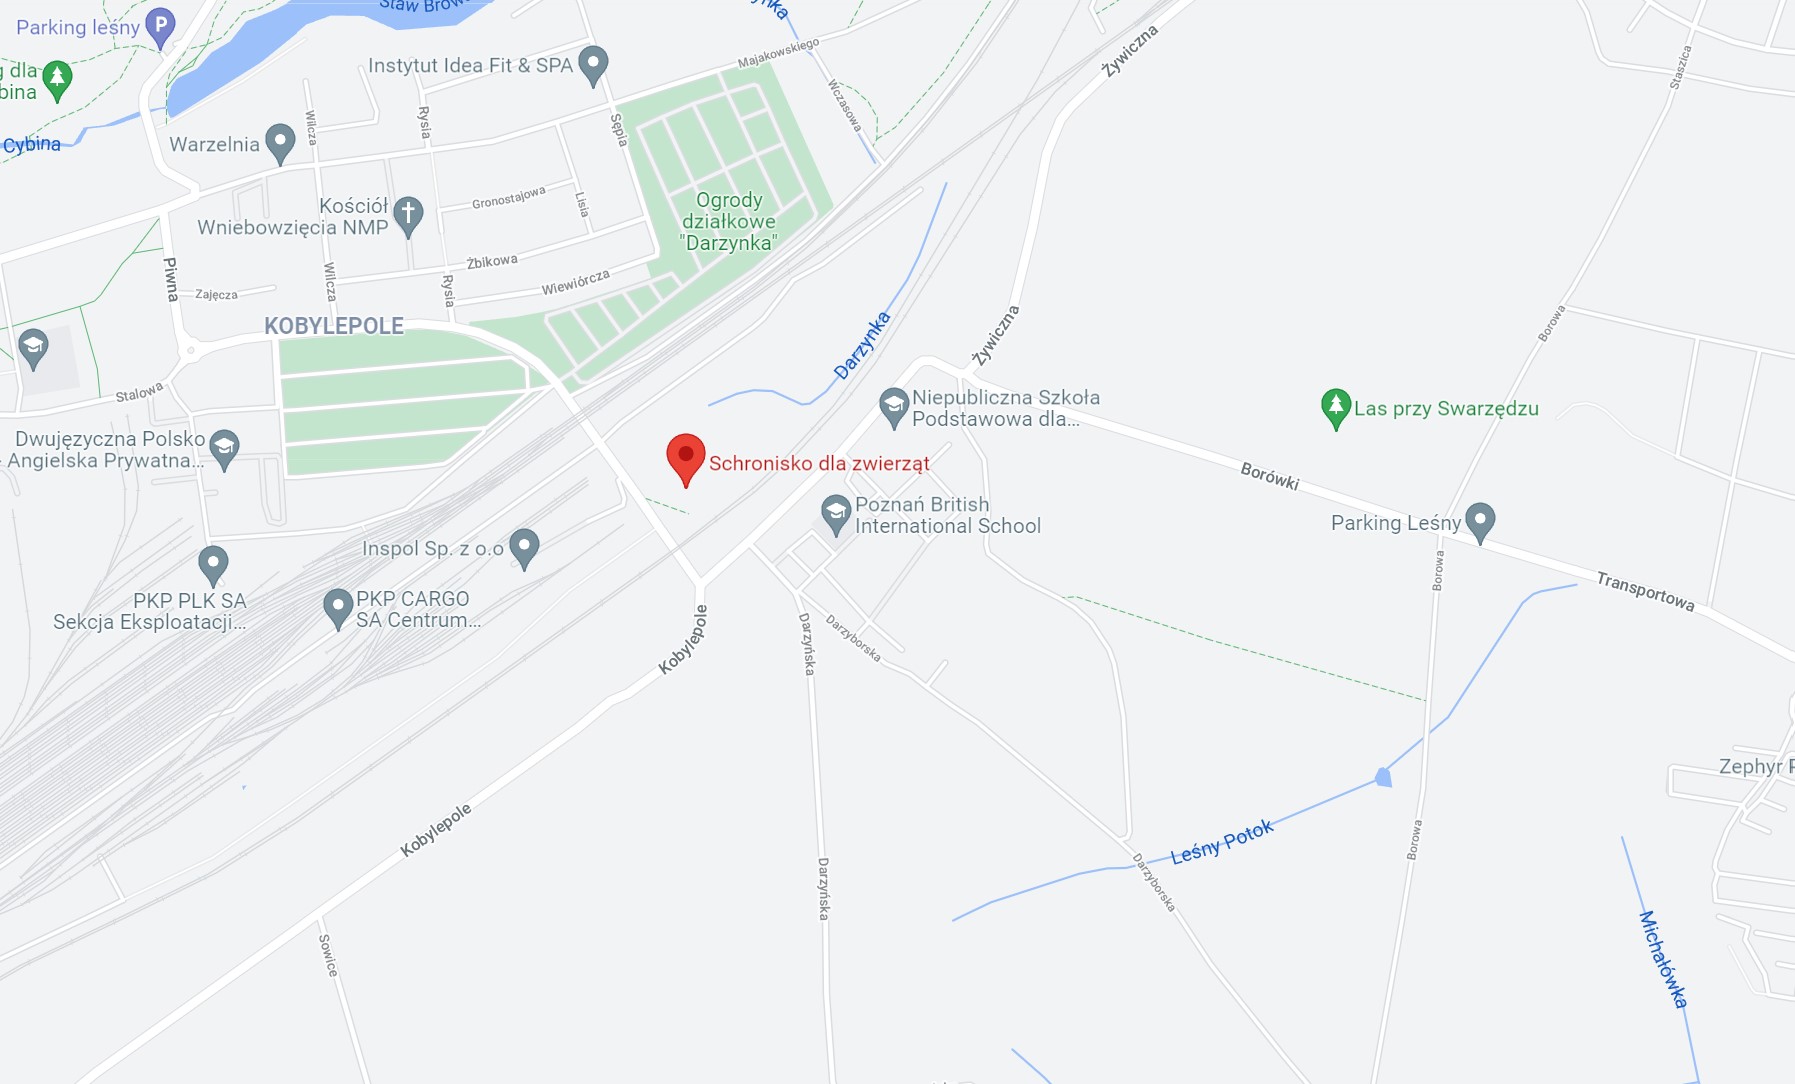 Staw Browa
Parking leśny
P
Instytut Idea Fit & SPA
Majakowskiego
Żywiczna
Staszica
g dla
bina
Wczasowa
Cybina
Warzelnia
Wilcza
Rysia
Sępia
Gronostajowa
Lisia
Kościół
Wniebowzięcia NMP
Ogrody
działkowe
"Darzynka"
Żbikowa
Piwna
Wilcza
Rysia
Wiewiórcza
Zajęcza
KOBYLEPOLE
Darzynka
Żywiczna
Borowa
Stalowa
Niepubliczna Szkoła
Podstawowa dla...
Las przy Swarzędzu
Dwujęzyczna Polsko
- Angielska Prywatna...
Schronisko dla zwierząt
Borówki
Poznań British
International School
Parking Leśny
Inspol Sp. z o.o
Borowa
Transportowa
PKP PLK SA
Sekcja Eksploatacji...
PKP CARGO
SA Centrum...
Kobylepole
Darzyńska
Darzyborska
Zephyr P
Kobylepole
Leśny Potok
Borowa
Darzyńska
Darzyborska
Sowice
Michałówka